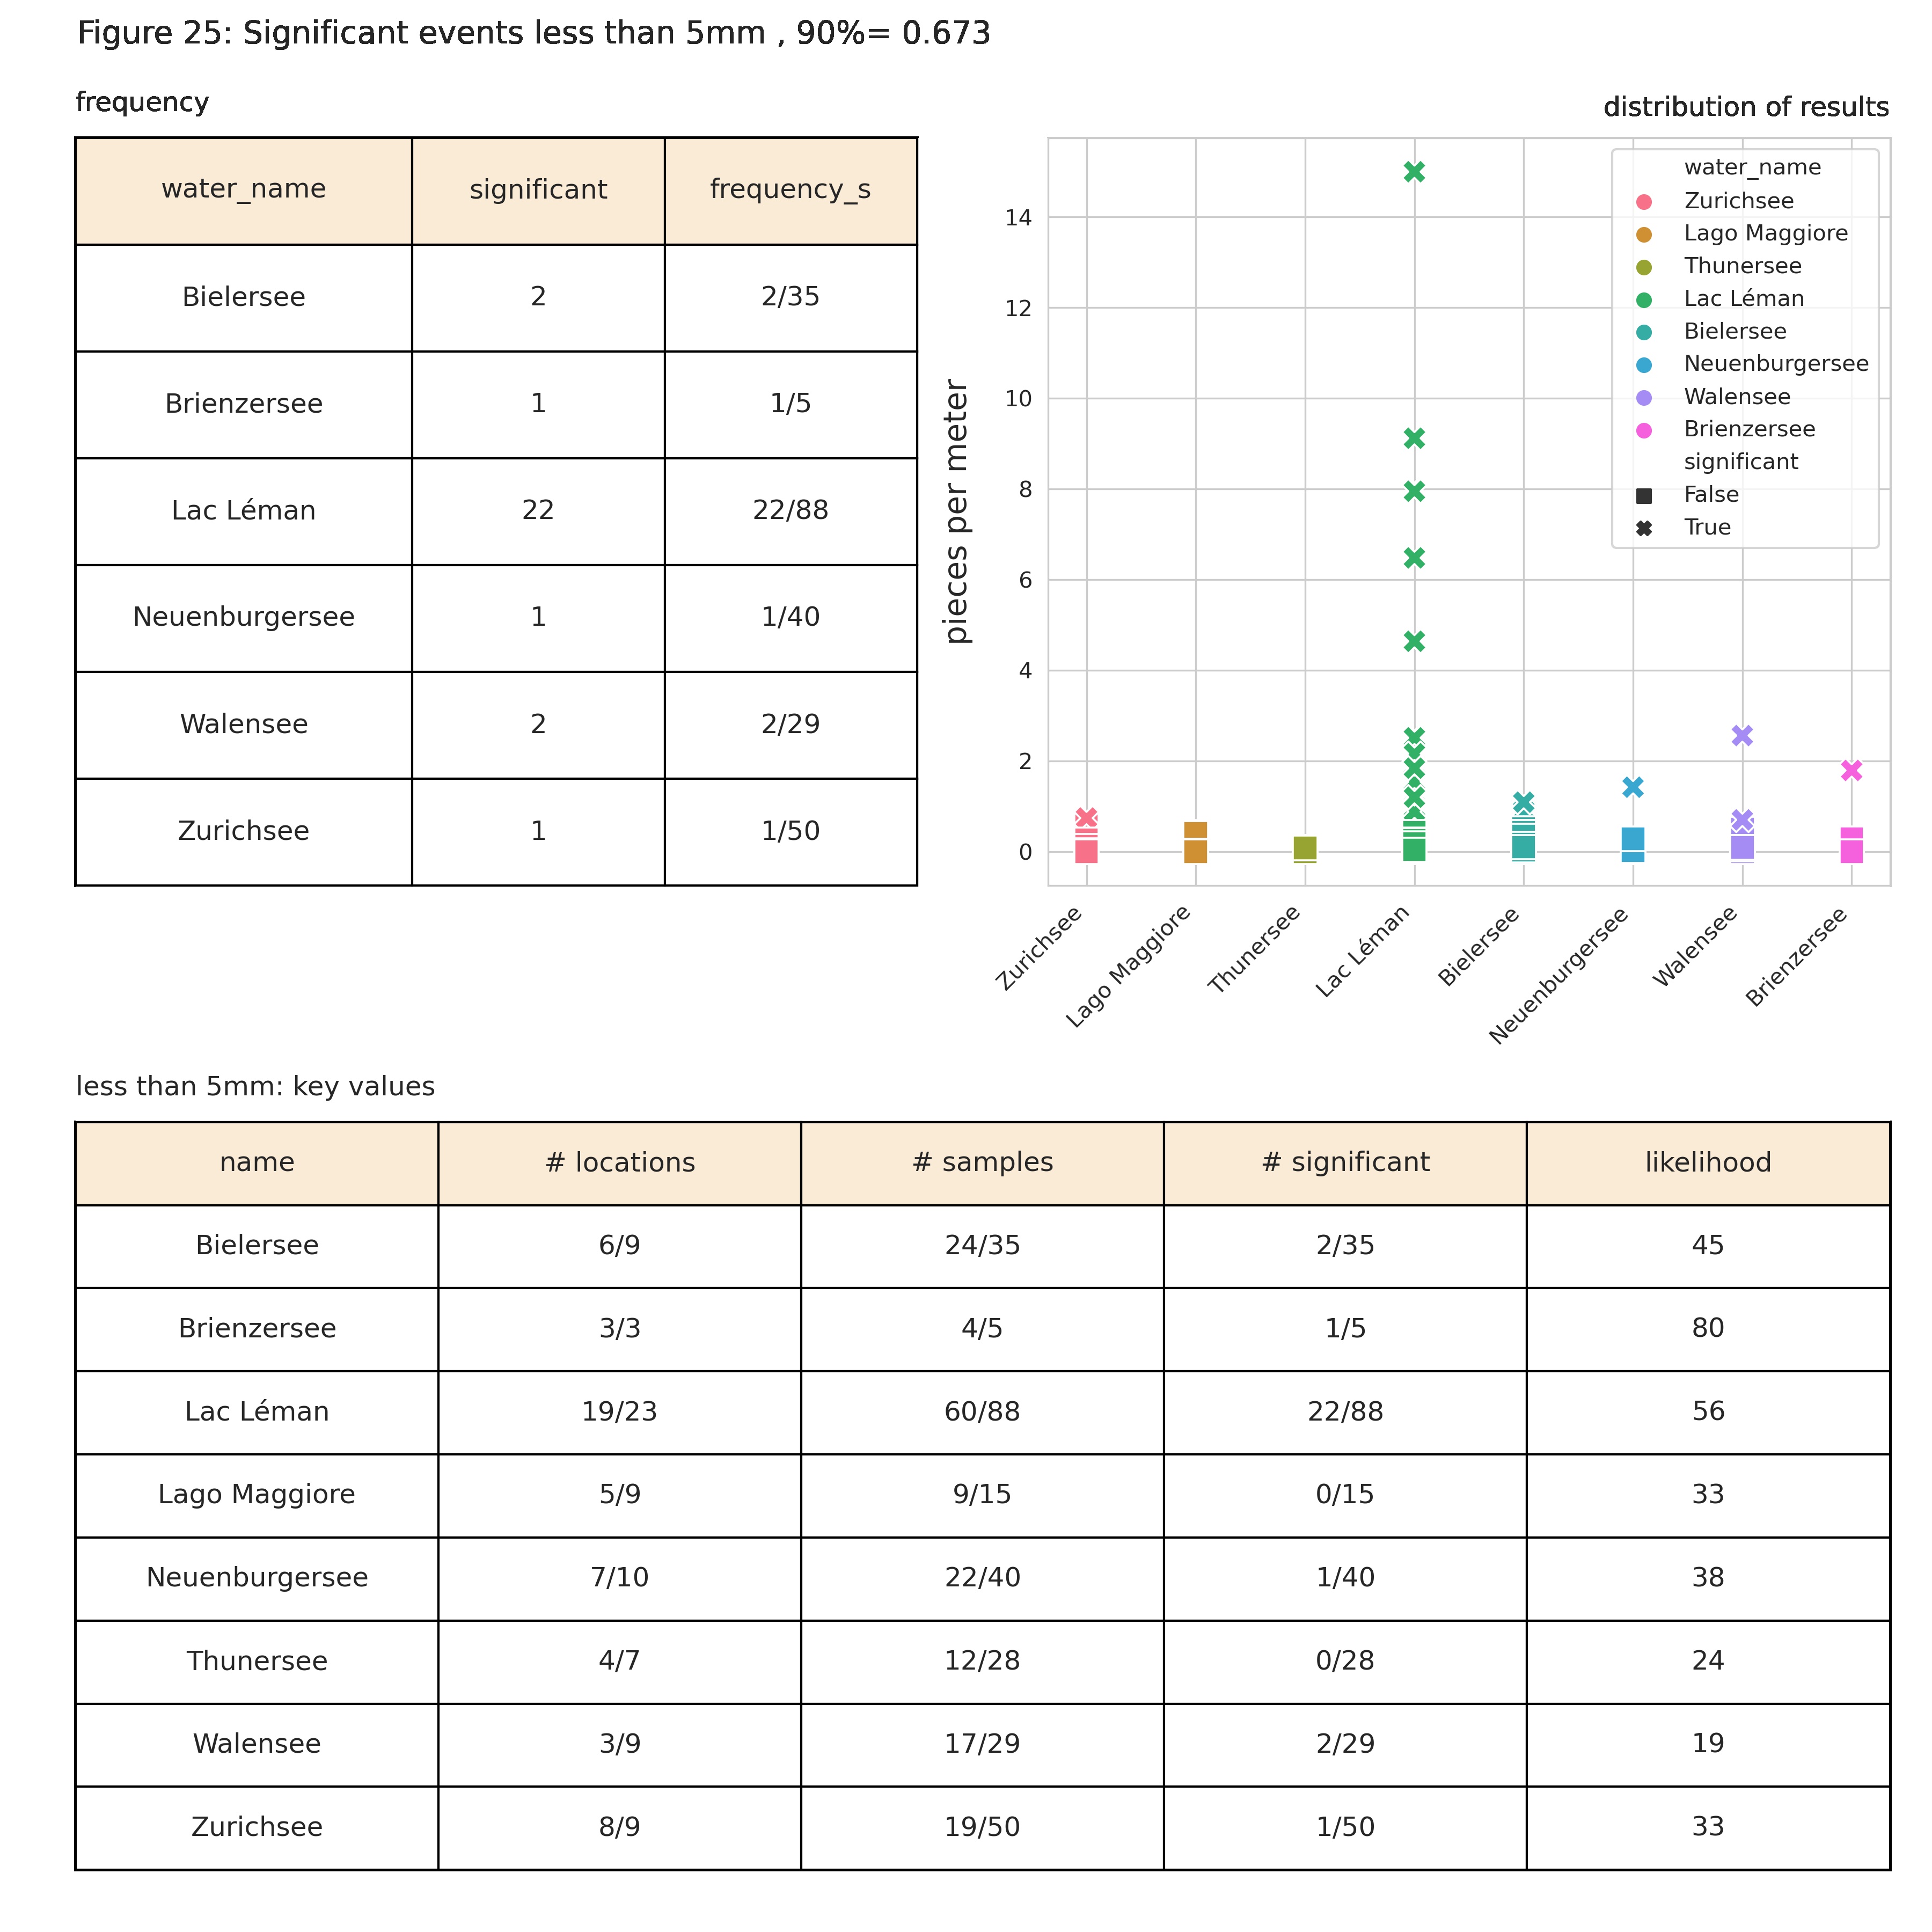 Figure 25: Significant events less than 5mm , 90%= 0.673
frequency
water_name significant frequency_s
Bielersee 2 2/35
Brienzersee 1 1/5
Lac Léman 22 22/88
Neuenburgersee 1 1/40
Walensee 2 2/29
Zurichsee 1 1/50
distribution of results
pieces per meter
14
12
10
8
6
4
2
0
water_name
Zurichsee
Lago Maggiore
Thunersee
Lac Léman
Bielersee
Neuenburgersee
Walensee
Brienzersee
significant
False
True
Zurichsee
Lago Maggiore
Thunersee
Lac Léman
Bielersee
Neuenburgersee
Walensee
Brienzersee
less than 5mm: key values
name # locations # samples # significant likelihood
Bielersee 6/9 24/35 2/35 45
Brienzersee 3/3 4/5 1/5 80
Lac Léman 19/23 60/88 22/88 56
Lago Maggiore 5/9 9/15 0/15 33
Neuenburgersee 7/10 22/40 1/40 38
Thunersee 4/7 12/28 0/28 24
Walensee 3/9 17/29 2/29 19
Zurichsee 8/9 19/50 1/50 33